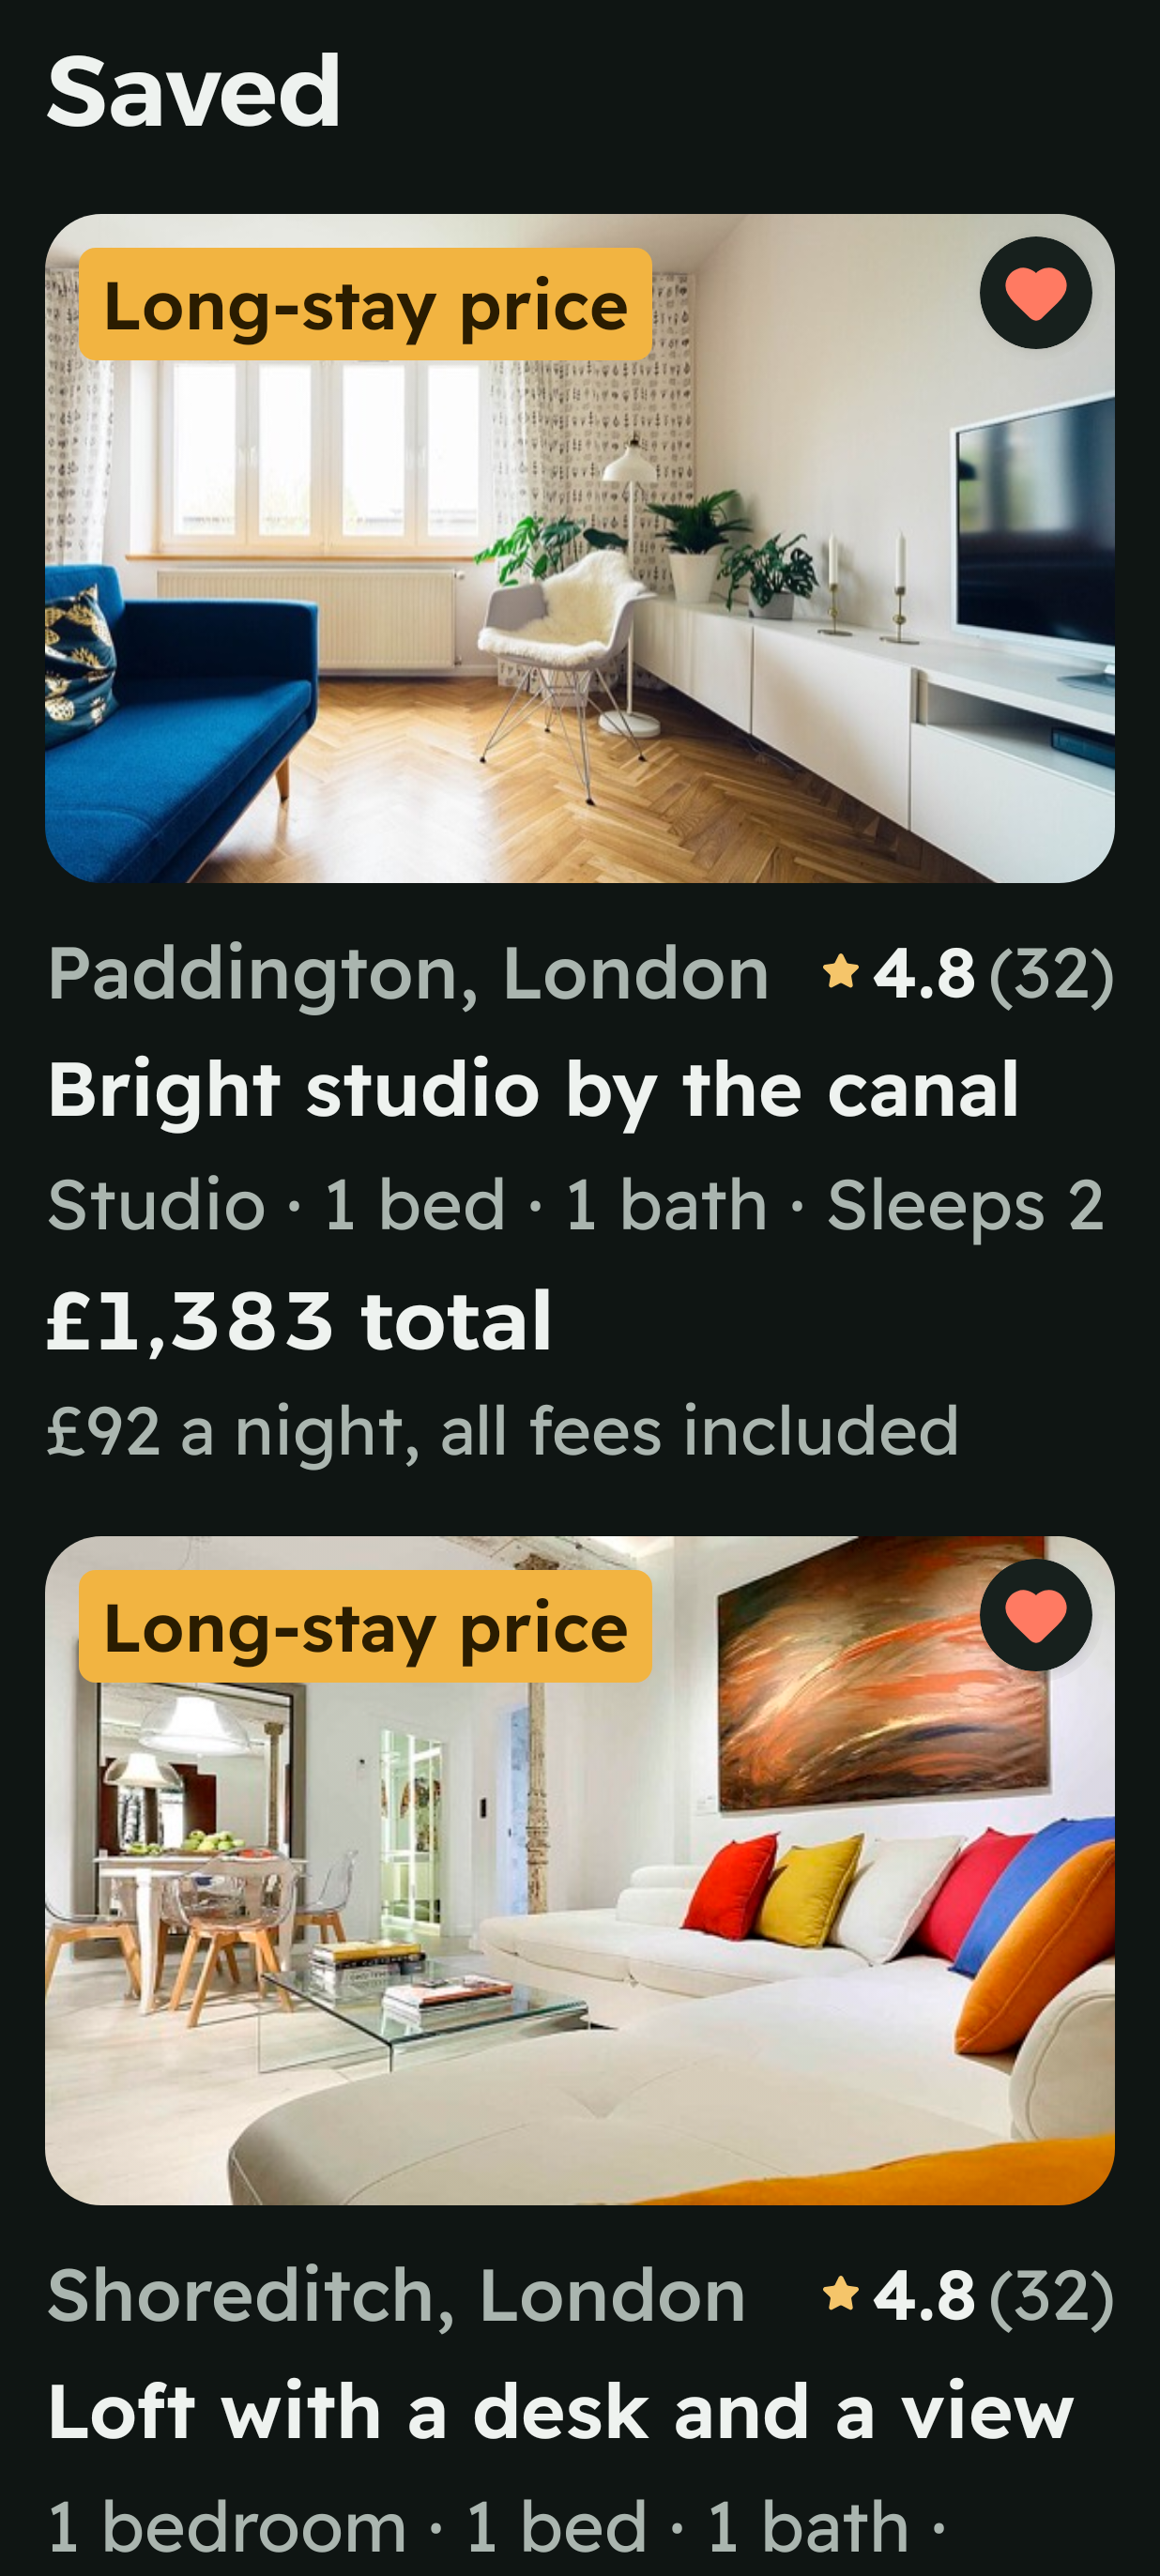 Saved
Long-stay price
Paddington, London 4.8 (32)
Bright studio by the canal
Studio · 1 bed · 1 bath · Sleeps 2
£1,383 total
£92 a night, all fees included
Long-stay price
Shoreditch, London 4.8 (32)
Loft with a desk and a view
1 bedroom · 1 bed · 1 bath ·